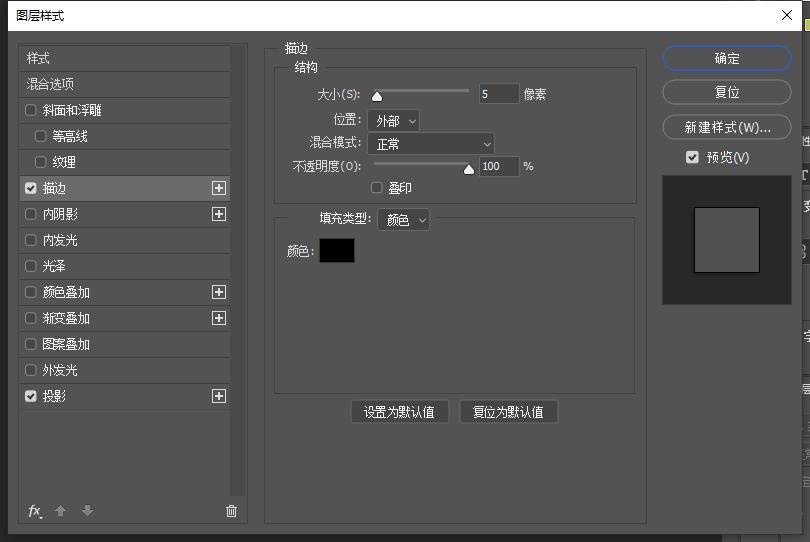 图层样式
样式
混合选项
斜面和浮雕
等高线
纹理
描边
内阴影
内发光
光泽
颜色叠加
渐变叠加
图案叠加
外发光
投影
fx
描边
结构
大小(S): 5 像素
位置: 外部
混合模式: 正常
不透明度(O): 100 %
叠印
填充类型: 颜色
颜色:
设置为默认值 复位为默认值
确定
复位
新建样式(W)...
预览(V)